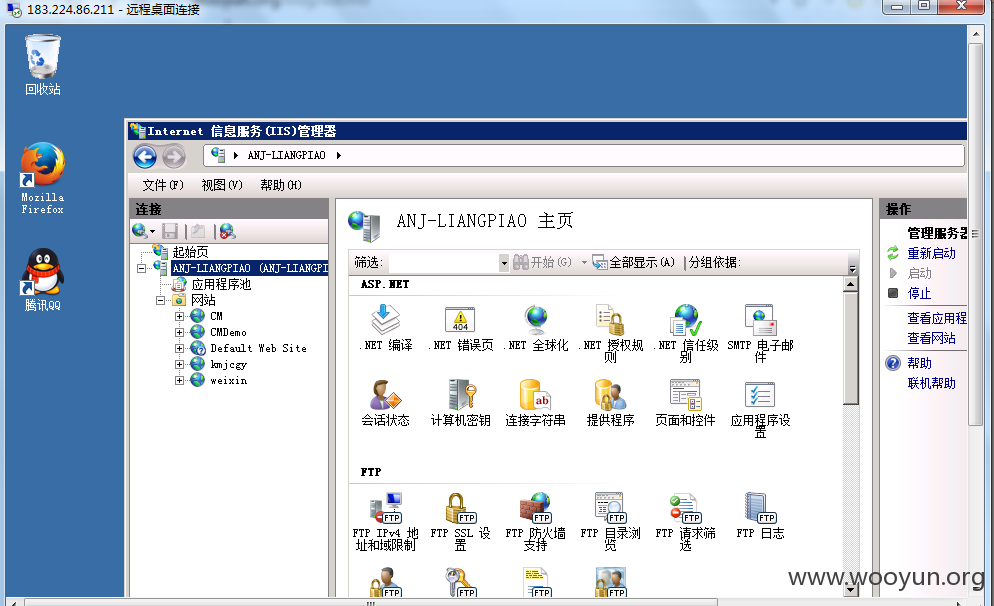 183.224.86.211 - 远程桌面连接
回收站
Mozilla
Firefox
腾讯QQ
Internet 信息服务(IIS)管理器
ANJ-LIANGPIAO
文件(F) 视图(V) 帮助(H)
连接
起始页
ANJ-LIANGPIAO (ANJ-LIANGPI
应用程序池
网站
CM
CMDemo
Default Web Site
kmjcgy
weixin
ANJ-LIANGPIAO 主页
筛选: 开始(G) 全部显示(A) 分组依据:
ASP.NET
.NET 编译 .NET 错误页 .NET 全球化 .NET 授权规则 .NET 信任级别 SMTP 电子邮件
会话状态 计算机密钥 连接字符串 提供程序 页面和控件 应用程序设置
FTP
FTP IPv4 地址和域限制 FTP SSL 设置 FTP 防火墙支持 FTP 目录浏览 FTP 请求筛选 FTP 日志
操作
管理服务器
重新启动
启动
停止
查看应用程
查看网站
帮助
联机帮助
www.wooyun.org